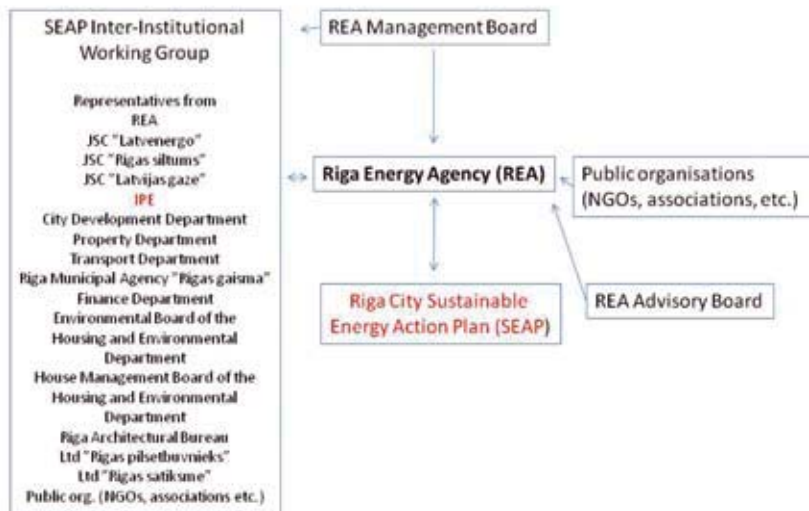 SEAP Inter-Institutional
Working Group
Representatives from
REA
JSC "Latvenergo"
JSC "Rigas siltums"
JSC "Latvijas gaze"
IPE
City Development Department
Property Department
Transport Department
Riga Municipal Agency "Rigas gaisma"
Finance Department
Environmental Board of the
Housing and Environmental
Department
House Management Board of the
Housing and Environmental
Department
Riga Architectural Bureau
Ltd "Rigas pilsetbuvnieks"
Ltd "Rigas satiksme"
Public org. (NGOs, associations etc.)
REA Management Board
Riga Energy Agency (REA)
Public organisations
(NGOs, associations, etc.)
Riga City Sustainable
Energy Action Plan (SEAP)
REA Advisory Board